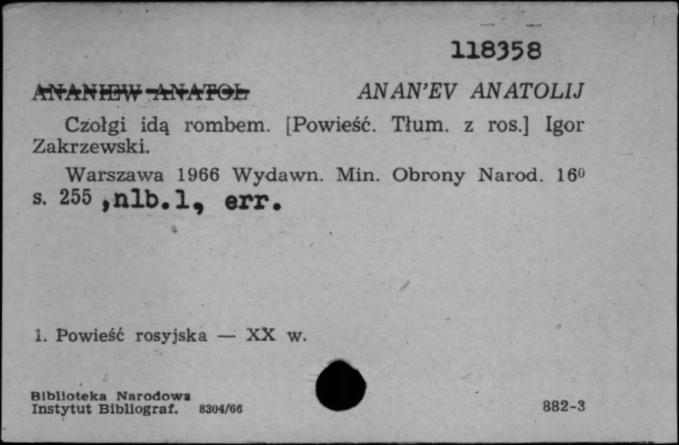 118358
ANANIEW ANATOL ANAN'EV ANATOLIJ
Czołgi idą rombem. [Powieść. Tłum. z ros.] Igor
Zakrzewski.
Warszawa 1966 Wydawn. Min. Obrony Narod. 16⁰
s. 255 ,nlb.1, err.
1. Powieść rosyjska — XX w.
Biblioteka Narodowa
Instytut Bibliograf. 8304/66 882-3